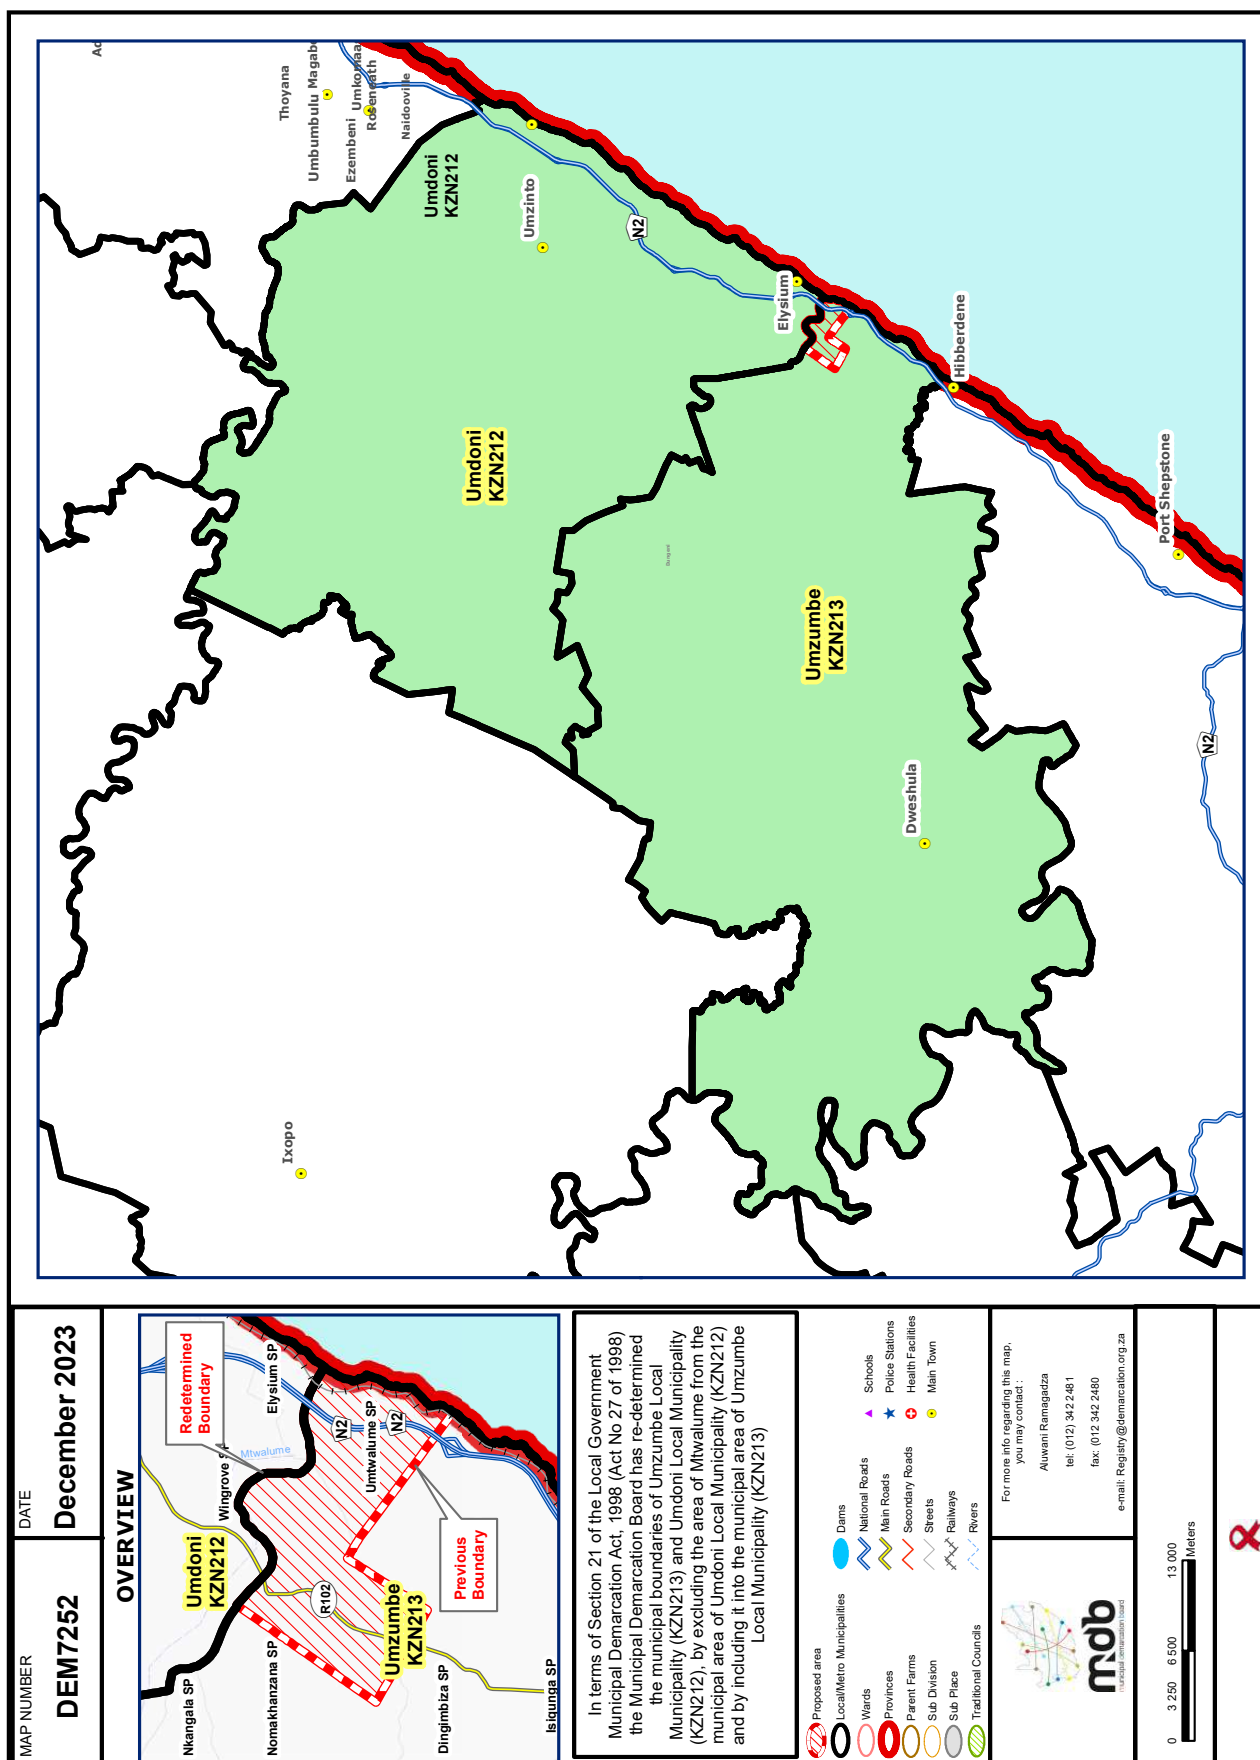 MAP NUMBER
DEM7252
DATE
December 2023
OVERVIEW
Redetermined
Boundary
Elysium SP
Wingrove
Mtwalume
N2
N2
Umtwalume SP
Umdoni
KZN212
R102
Umzumbe
KZN213
Previous
Boundary
Nkangala SP
Nomakhanzana SP
Dingimbiza SP
Isiqunga SP
In terms of Section 21 of the Local Government
Municipal Demarcation Act, 1998 (Act No 27 of 1998)
the Municipal Demarcation Board has re-determined
the municipal boundaries of Umzumbe Local
Municipality (KZN213) and Umdoni Local Municipality
(KZN212), by excluding the area of Mtwalume from the
municipal area of Umdoni Local Municipality (KZN212)
and by including it into the municipal area of Umzumbe
Local Municipality (KZN213)
Proposed area
Local/Metro Municipalities
Wards
Provinces
Parent Farms
Sub Division
Sub Place
Traditional Councils
Dams
National Roads
Main Roads
Secondary Roads
Streets
Railways
Rivers
Schools
Police Stations
Health Facilities
Main Town
mdb
municipal demarcation board
For more info regarding this map,
you may contact :
Aluwani Ramagadza
tel: (012) 342 2481
fax: (012 342 2480
e-mail: Registry@demarcation.org.za
0 3 250 6 500 13 000
Meters
Thoyana
Umbumbulu
Ezembeni
Naidooville
Umdoni
KZN212
Umzinto
N2
Elysium
Hibberdene
Port Shepstone
Umdoni
KZN212
Umzumbe
KZN213
Dweshula
N2
Ixopo